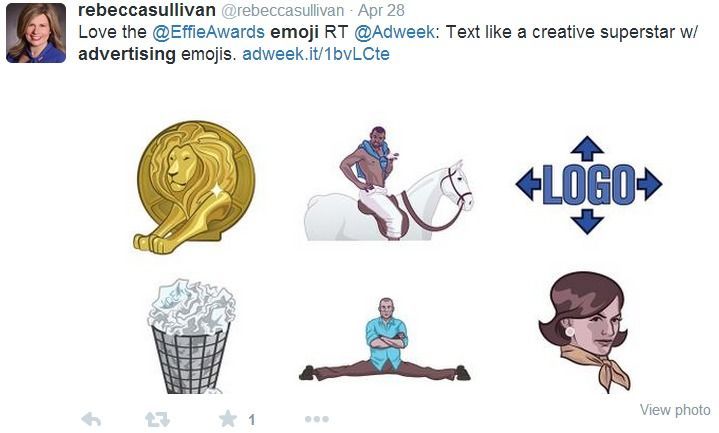 rebeccasullivan @rebeccasullivan · Apr 28
Love the @EffieAwards emoji RT @Adweek: Text like a creative superstar w/
advertising emojis. adweek.it/1bvLCte
LOGO
1
View photo